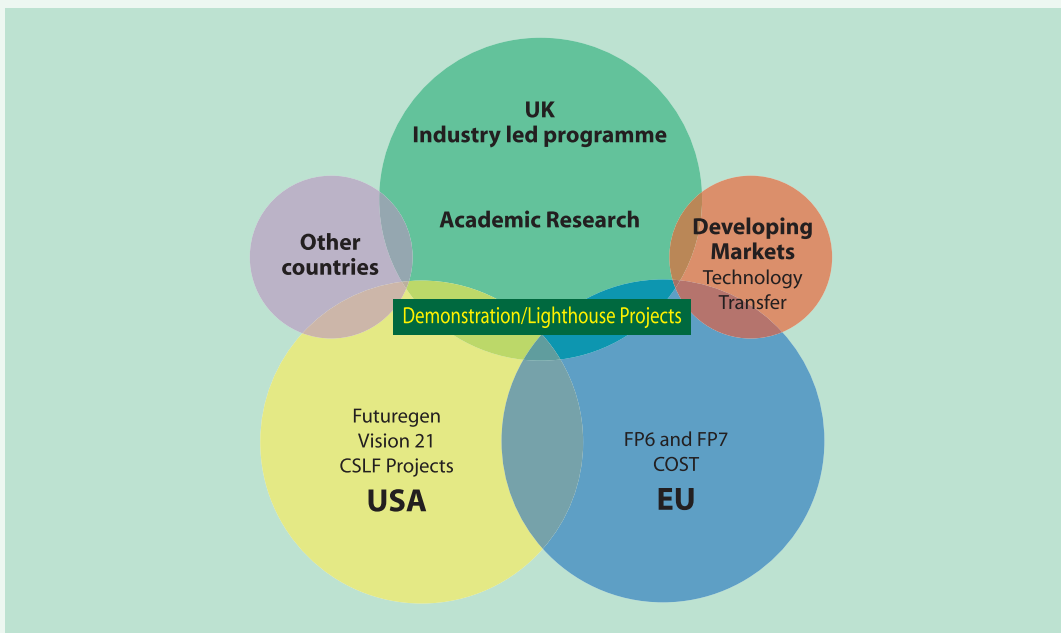 UK
Industry led programme
Academic Research
Other
countries
Developing
Markets
Technology
Transfer
Demonstration/Lighthouse Projects
Futuregen
Vision 21
CSLF Projects
USA
FP6 and FP7
COST
EU